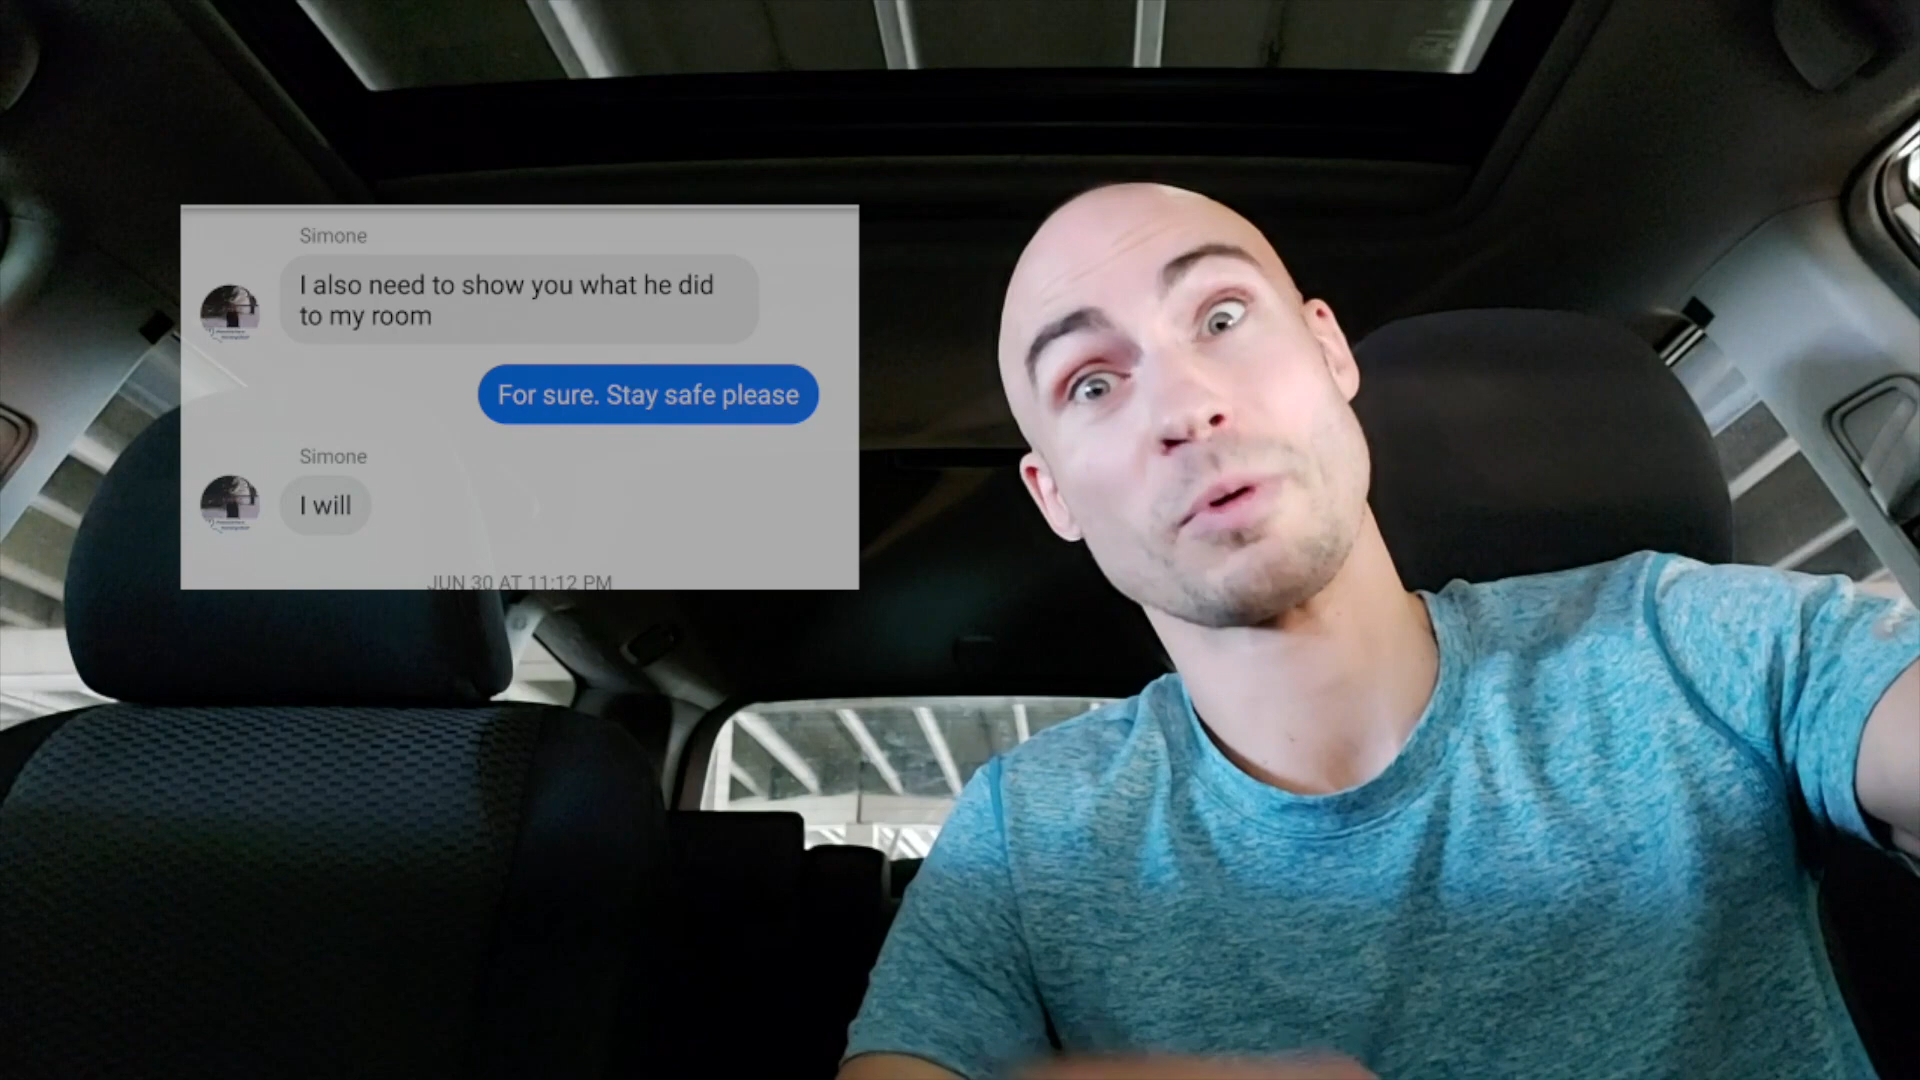 Simone
I also need to show you what he did
to my room
For sure. Stay safe please
Simone
I will
JUN 30 AT 11:12 PM